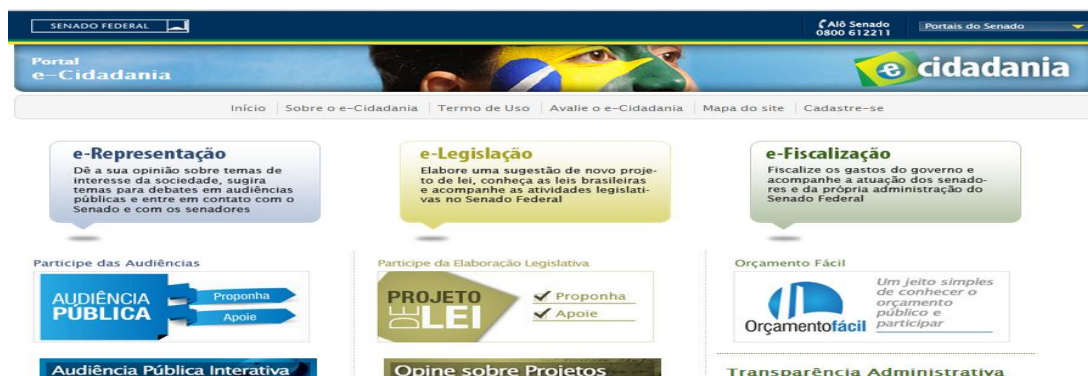 SENADO FEDERAL
Alô Senado
0800 612211
Portais do Senado
Portal
e-Cidadania
e cidadania
Início
Sobre o e-Cidadania
Termo de Uso
Avalie o e-Cidadania
Mapa do site
Cadastre-se
e-Representação
Dê a sua opinião sobre temas de
interesse da sociedade, sugira
temas para debates em audiências
públicas e entre em contato com o
Senado e com os senadores
e-Legislação
Elabore uma sugestão de novo proje-
to de lei, conheça as leis brasileiras
e acompanhe as atividades legislati-
vas no Senado Federal
e-Fiscalização
Fiscalize os gastos do governo e
acompanhe a atuação dos senado-
res e da própria administração do
Senado Federal
Participe das Audiências
AUDIÊNCIA
PÚBLICA
Proponha
Apoie
Audiência Pública Interativa
Participe da Elaboração Legislativa
PROJETO
DE LEI
Proponha
Apoie
Opine sobre Projetos
Orçamento Fácil
Orçamentofácil
Um jeito simples
de conhecer o
orçamento
público e
participar
Transparência Administrativa